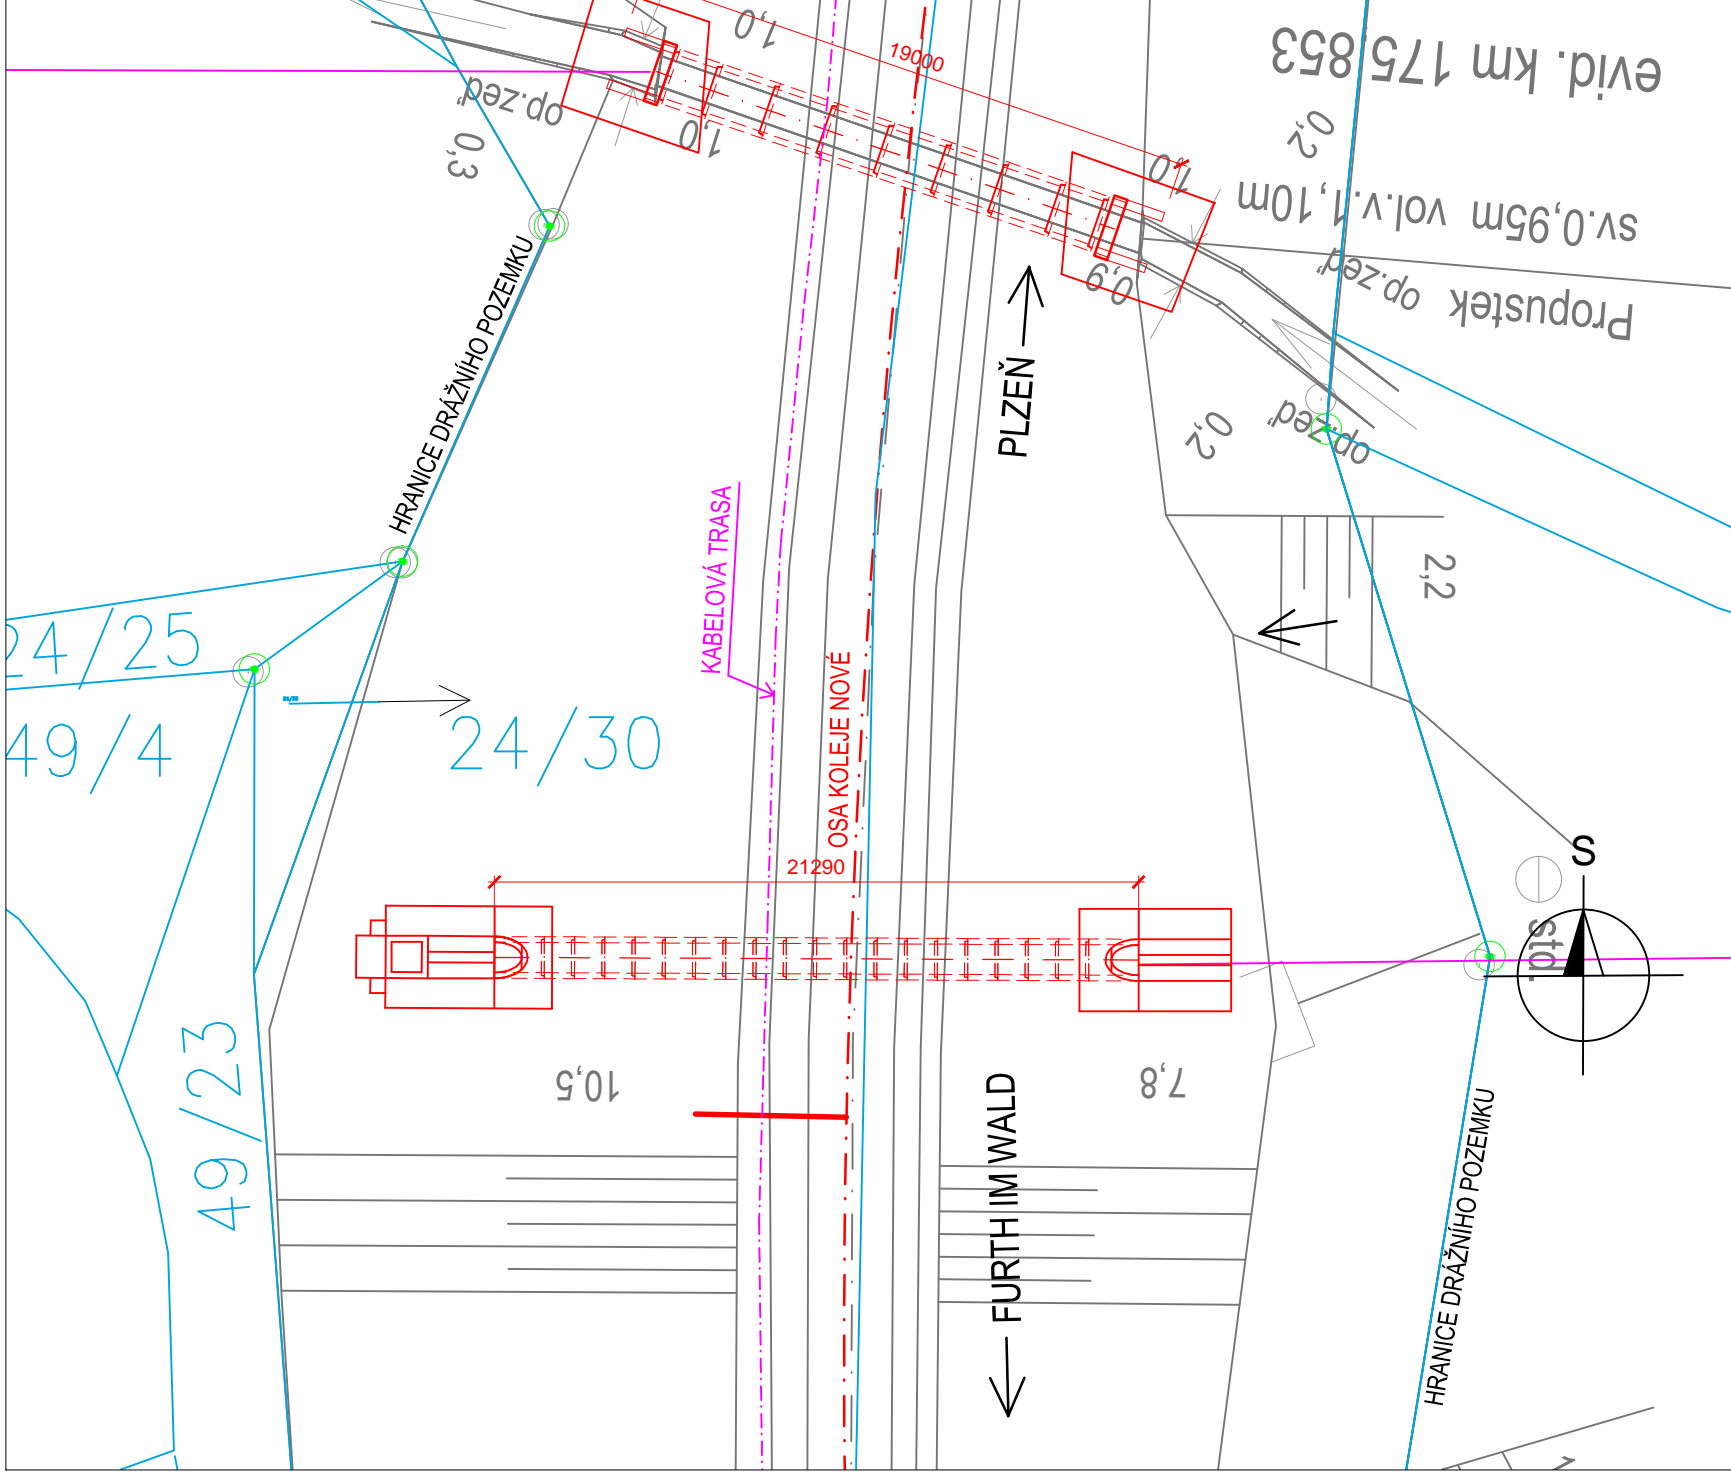 1,0
19000
evid. km 175.853
op.zeď
0,3
1,0
1,0
0,2
sv.0,95m vol.v.1,10m
op.zeď
0,9
Propustek
HRANICE DRÁŽNÍHO POZEMKU
PLZEŇ
0,2
op.zeď
KABELOVÁ TRASA
2,2
24/25
OSA KOLEJE NOVÉ
49/4
24/30
21290
S
std.
49/23
10,5
7,8
FURTH IM WALD
HRANICE DRÁŽNÍHO POZEMKU